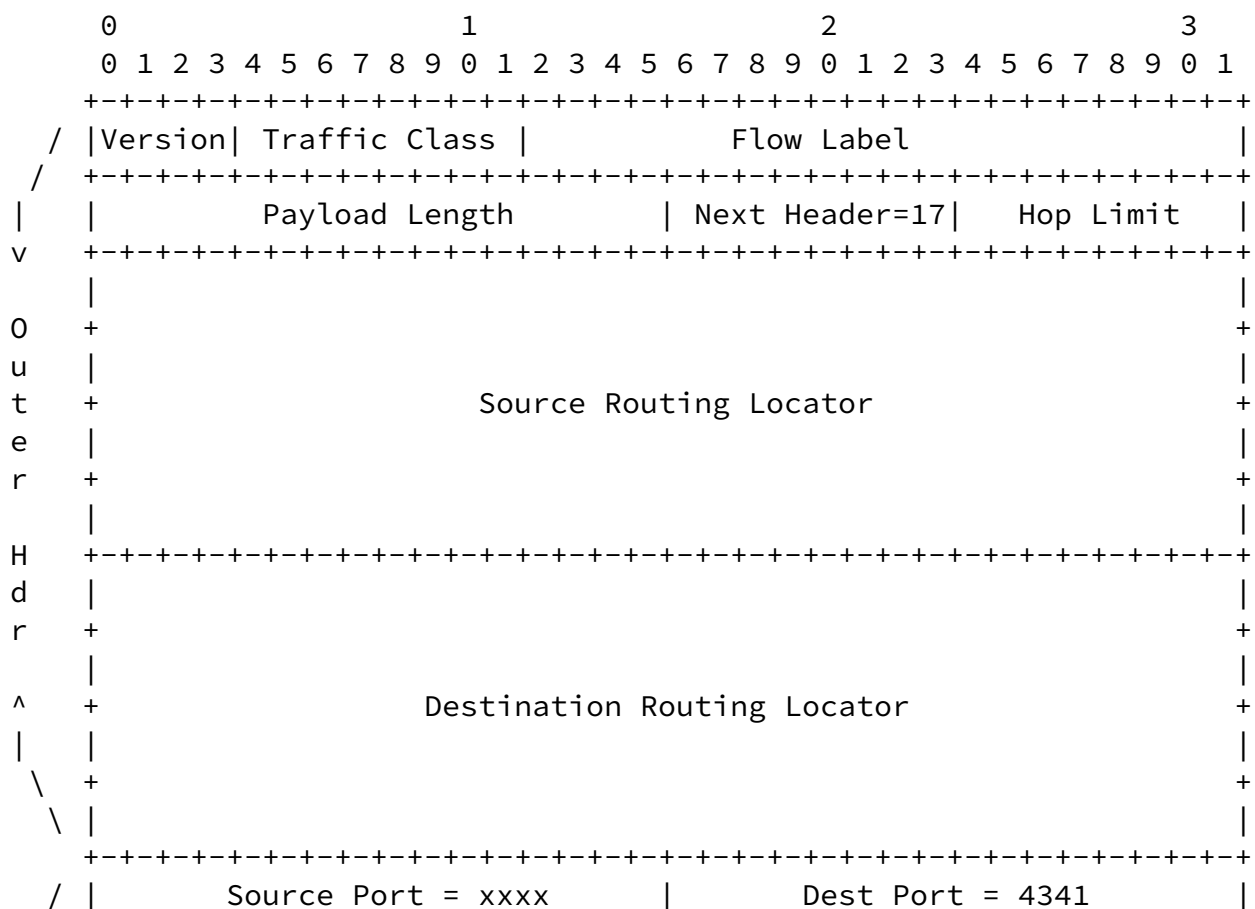 0                   1                   2                   3
        0 1 2 3 4 5 6 7 8 9 0 1 2 3 4 5 6 7 8 9 0 1 2 3 4 5 6 7 8 9 0 1
       +-+-+-+-+-+-+-+-+-+-+-+-+-+-+-+-+-+-+-+-+-+-+-+-+-+-+-+-+-+-+-+-+
     / |Version| Traffic Class |           Flow Label                  |
    /  +-+-+-+-+-+-+-+-+-+-+-+-+-+-+-+-+-+-+-+-+-+-+-+-+-+-+-+-+-+-+-+-+
   |   |         Payload Length        | Next Header=17|   Hop Limit   |
   v   +-+-+-+-+-+-+-+-+-+-+-+-+-+-+-+-+-+-+-+-+-+-+-+-+-+-+-+-+-+-+-+-+
       |                                                               |
   O   +                                                               +
   u   |                                                               |
   t   +                     Source Routing Locator                    +
   e   |                                                               |
   r   +                                                               +
       |                                                               |
   H   +-+-+-+-+-+-+-+-+-+-+-+-+-+-+-+-+-+-+-+-+-+-+-+-+-+-+-+-+-+-+-+-+
   d   |                                                               |
   r   +                                                               +
       |                                                               |
   ^   +                  Destination Routing Locator                  +
   |   |                                                               |
    \  +                                                               +
     \ |                                                               |
       +-+-+-+-+-+-+-+-+-+-+-+-+-+-+-+-+-+-+-+-+-+-+-+-+-+-+-+-+-+-+-+-+
     / |       Source Port = xxxx      |       Dest Port = 4341        |